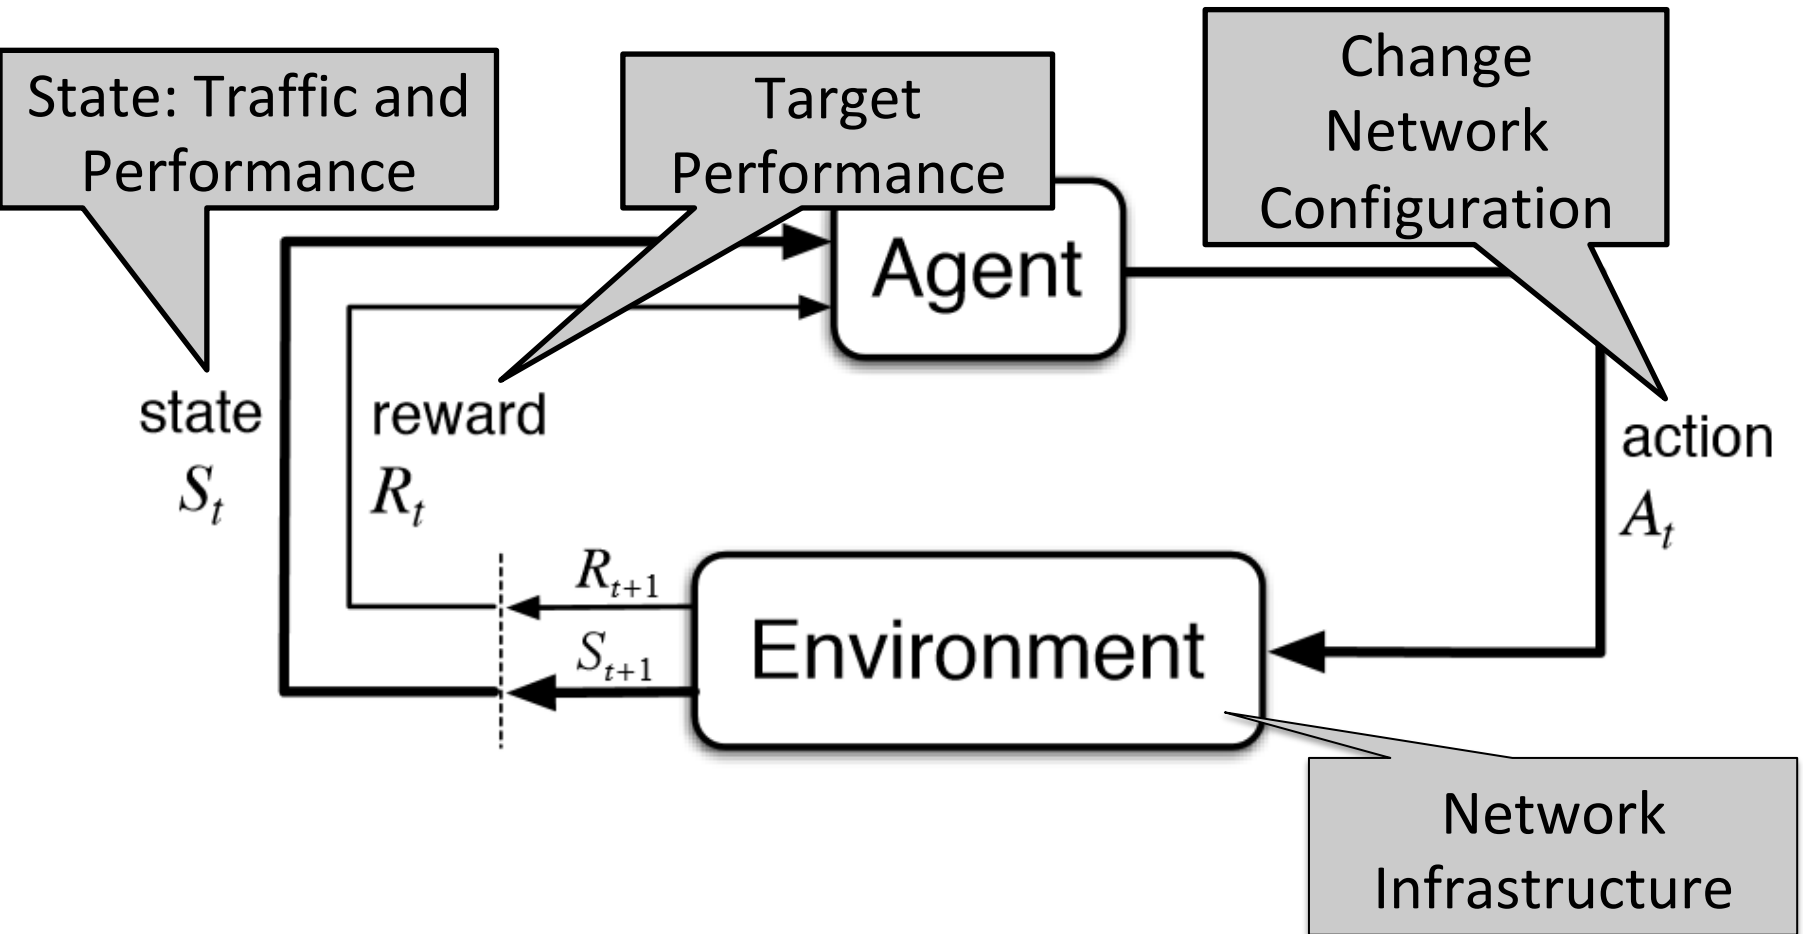 State: Traffic and
Performance
Target
Performance
Change
Network
Configuration
Agent
state
S_t
reward
R_t
action
A_t
R_{t+1}
S_{t+1}
Environment
Network
Infrastructure